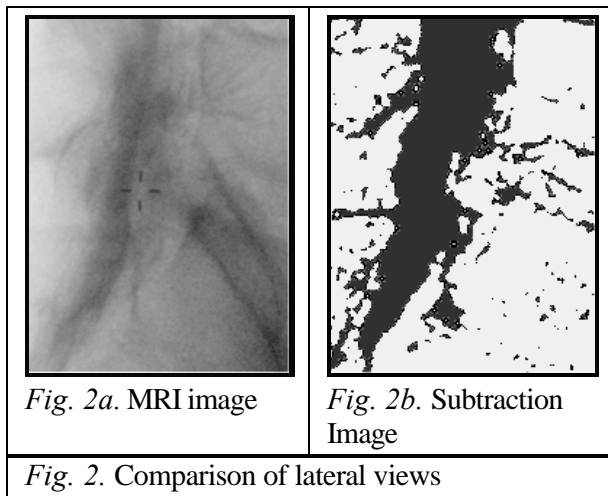 Fig. 2a. MRI image
Fig. 2b. Subtraction
Image
Fig. 2. Comparison of lateral views